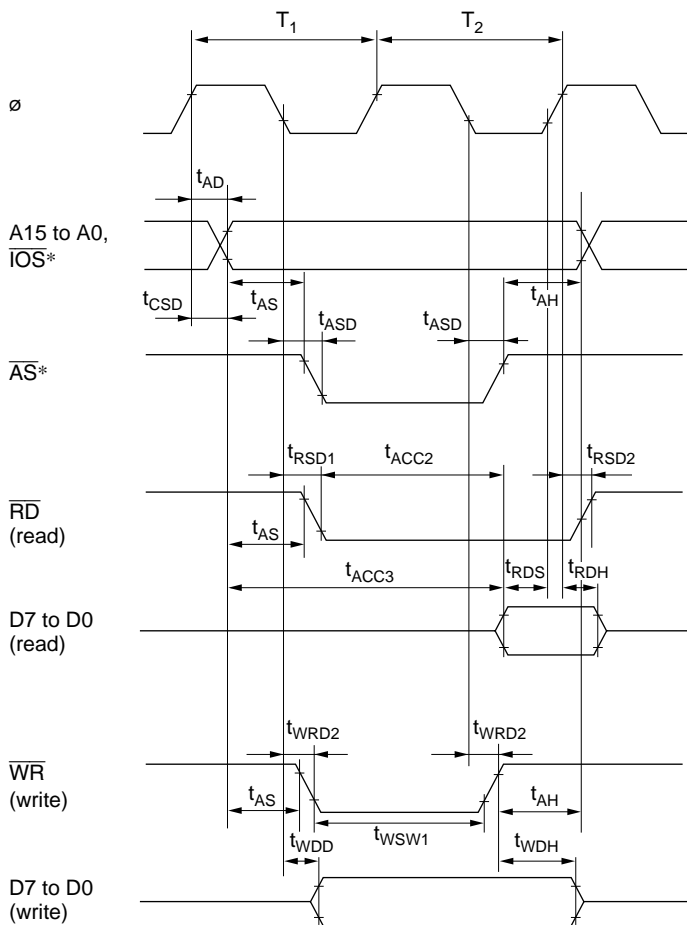 T1 T2
ø
tAD
A15 to A0,
IOS*
tCSD tAS tAH
tASD tASD
AS*
tRSD1 tACC2 tRSD2
RD
(read)
tAS
tACC3 tRDS tRDH
D7 to D0
(read)
tWRD2 tWRD2
WR
(write)
tAS tAH
tWSW1
tWDD tWDH
D7 to D0
(write)